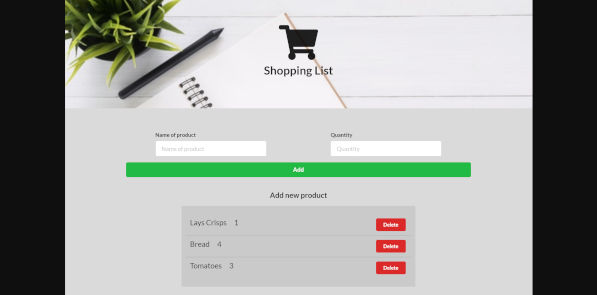 Shopping List
Name of product Quantity
Name of product Quantity
Add
Add new product
Lays Crisps 1 Delete
Bread 4 Delete
Tomatoes 3 Delete